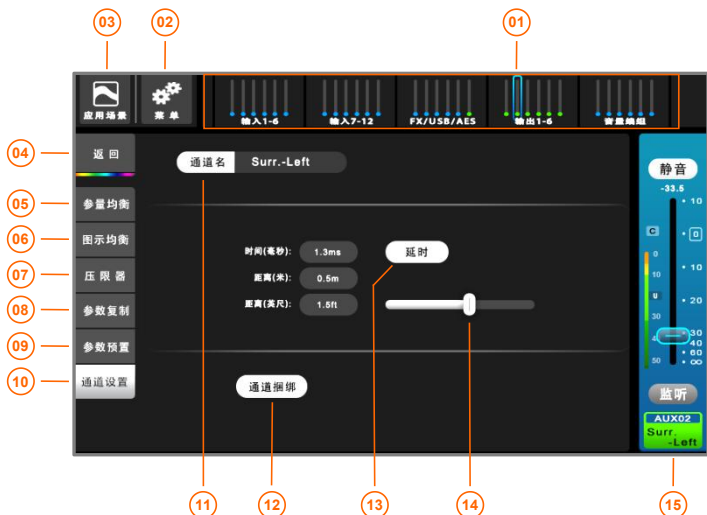 03
02
01
应用场景
菜 单
输入1-6
输入7-12
FX/USB/AES
输出1-6
音量编组
04
返 回
通道名
Surr.-Left
静音
-33.5
10
05
参量均衡
C
0
06
图示均衡
时间(毫秒):
1.3ms
延时
0
10
07
压 限 器
距离(米):
0.5m
10
U
20
08
参数复制
距离(英尺):
1.5ft
30
30
09
参数预置
40
60
50
∞
10
通道设置
通道捆绑
监听
AUX02
Surr.
-Left
11
12
13
14
15